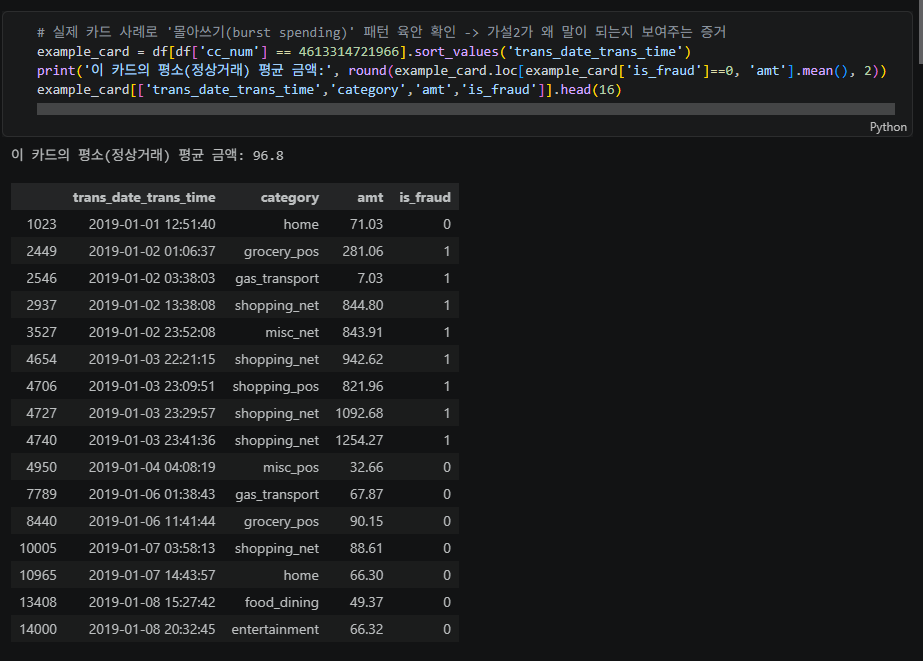 # 실제 카드 사례로 '몰아쓰기(burst spending)' 패턴 육안 확인 -> 가설2가 왜 말이 되는지 보여주는 증거
example_card = df[df['cc_num'] == 4613314721966].sort_values('trans_date_trans_time')
print('이 카드의 평소(정상거래) 평균 금액:', round(example_card.loc[example_card['is_fraud']==0, 'amt'].mean(), 2))
example_card[['trans_date_trans_time','category','amt','is_fraud']].head(16)
Python
이 카드의 평소(정상거래) 평균 금액: 96.8
trans_date_trans_time category amt is_fraud
1023 2019-01-01 12:51:40 home 71.03 0
2449 2019-01-02 01:06:37 grocery_pos 281.06 1
2546 2019-01-02 03:38:03 gas_transport 7.03 1
2937 2019-01-02 13:38:08 shopping_net 844.80 1
3527 2019-01-02 23:52:08 misc_net 843.91 1
4654 2019-01-03 22:21:15 shopping_net 942.62 1
4706 2019-01-03 23:09:51 shopping_pos 821.96 1
4727 2019-01-03 23:29:57 shopping_net 1092.68 1
4740 2019-01-03 23:41:36 shopping_net 1254.27 1
4950 2019-01-04 04:08:19 misc_pos 32.66 0
7789 2019-01-06 01:38:43 gas_transport 67.87 0
8440 2019-01-06 11:41:44 grocery_pos 90.15 0
10005 2019-01-07 03:58:13 shopping_net 88.61 0
10965 2019-01-07 14:43:57 home 66.30 0
13408 2019-01-08 15:27:42 food_dining 49.37 0
14000 2019-01-08 20:32:45 entertainment 66.32 0